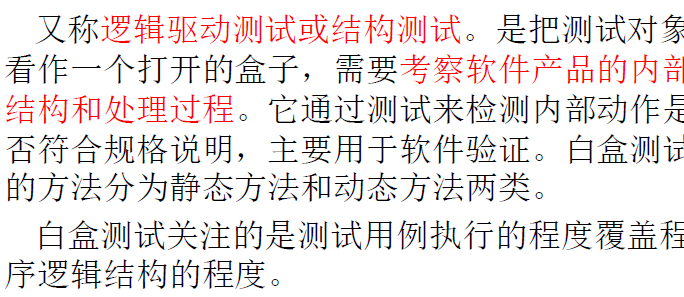 又称逻辑驱动测试或结构测试。是把测试对象
看作一个打开的盒子，需要考察软件产品的内部
结构和处理过程。它通过测试来检测内部动作是
否符合规格说明，主要用于软件验证。白盒测试
的方法分为静态方法和动态方法两类。
白盒测试关注的是测试用例执行的程度覆盖程
序逻辑结构的程度。